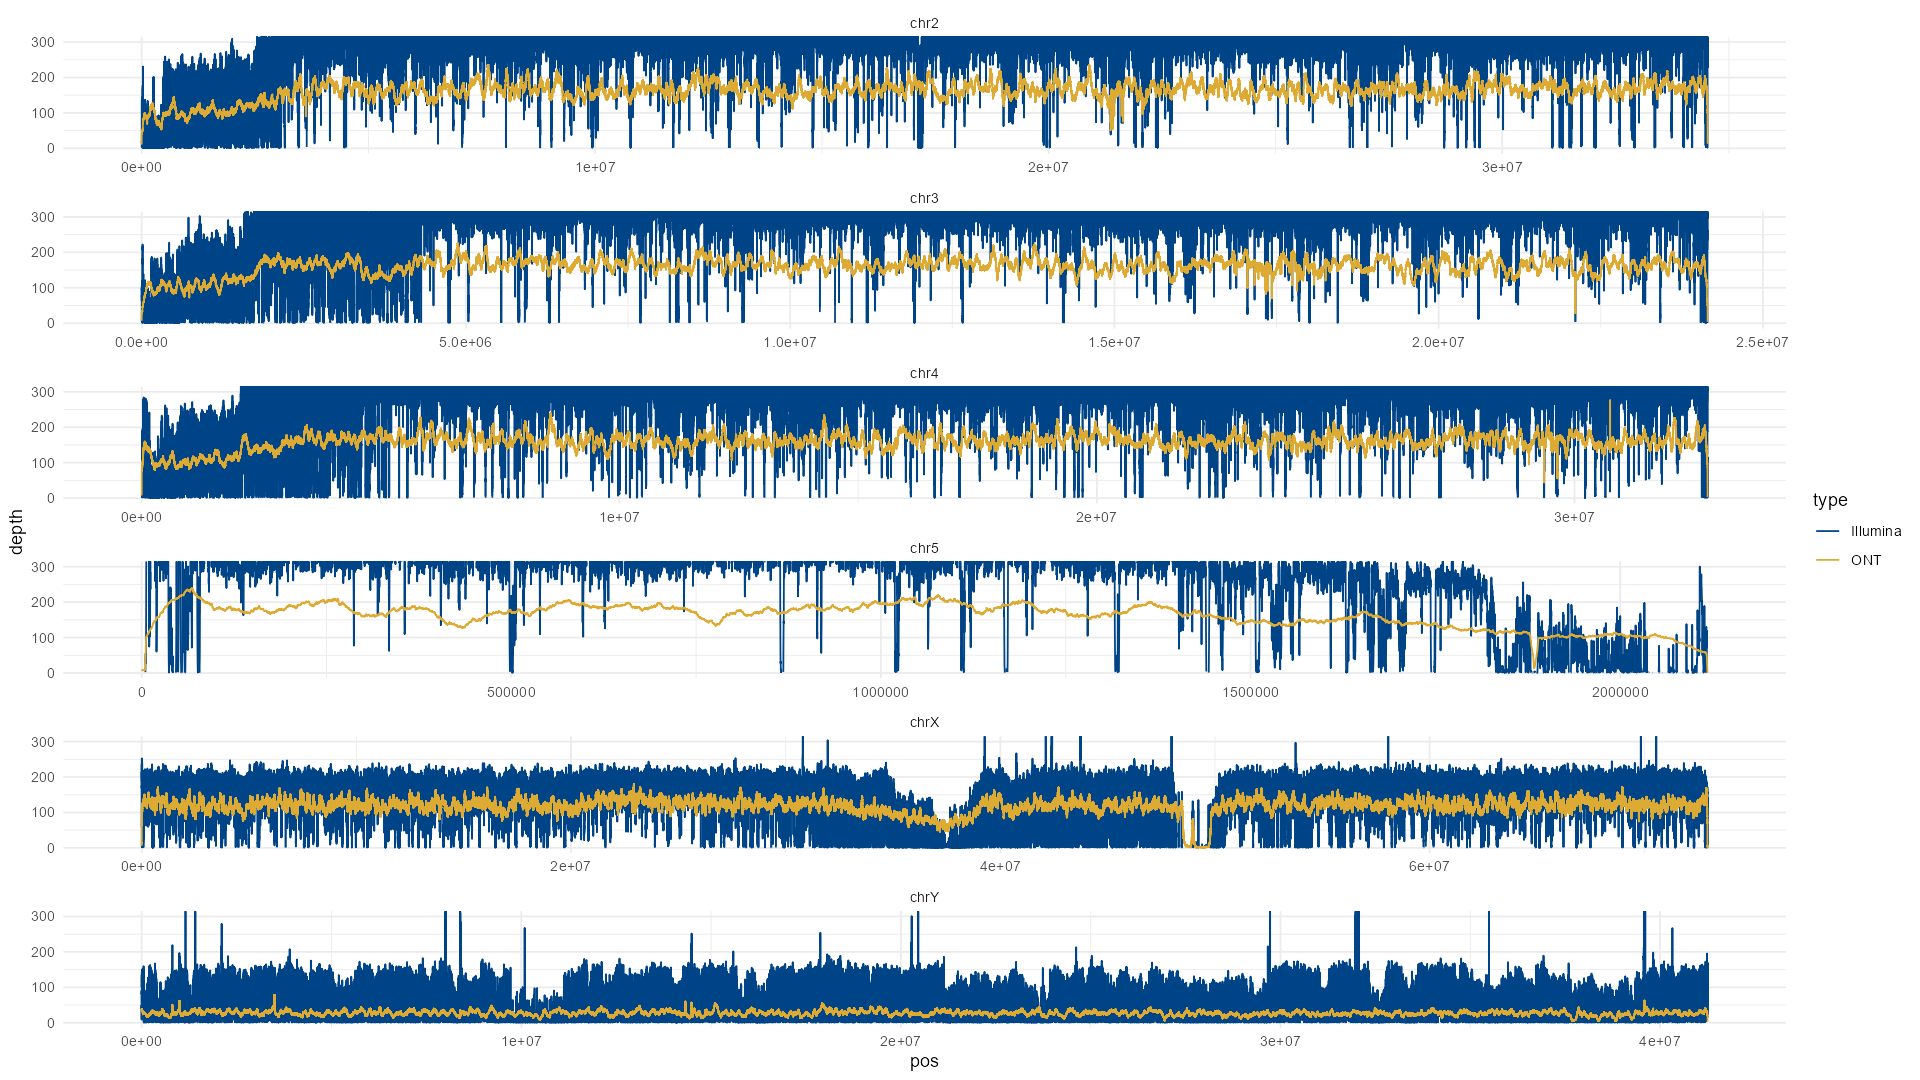 chr2
300
200
100
0
0e+00 1e+07 2e+07 3e+07
chr3
300
200
100
0
0.0e+00 5.0e+06 1.0e+07 1.5e+07 2.0e+07 2.5e+07
chr4
300
200
100
0
0e+00 1e+07 2e+07 3e+07
depth
chr5
300
200
100
0
0 500000 1000000 1500000 2000000
chrX
300
200
100
0
0e+00 2e+07 4e+07 6e+07
chrY
300
200
100
0
0e+00 1e+07 2e+07 3e+07 4e+07
pos
type
Illumina
ONT